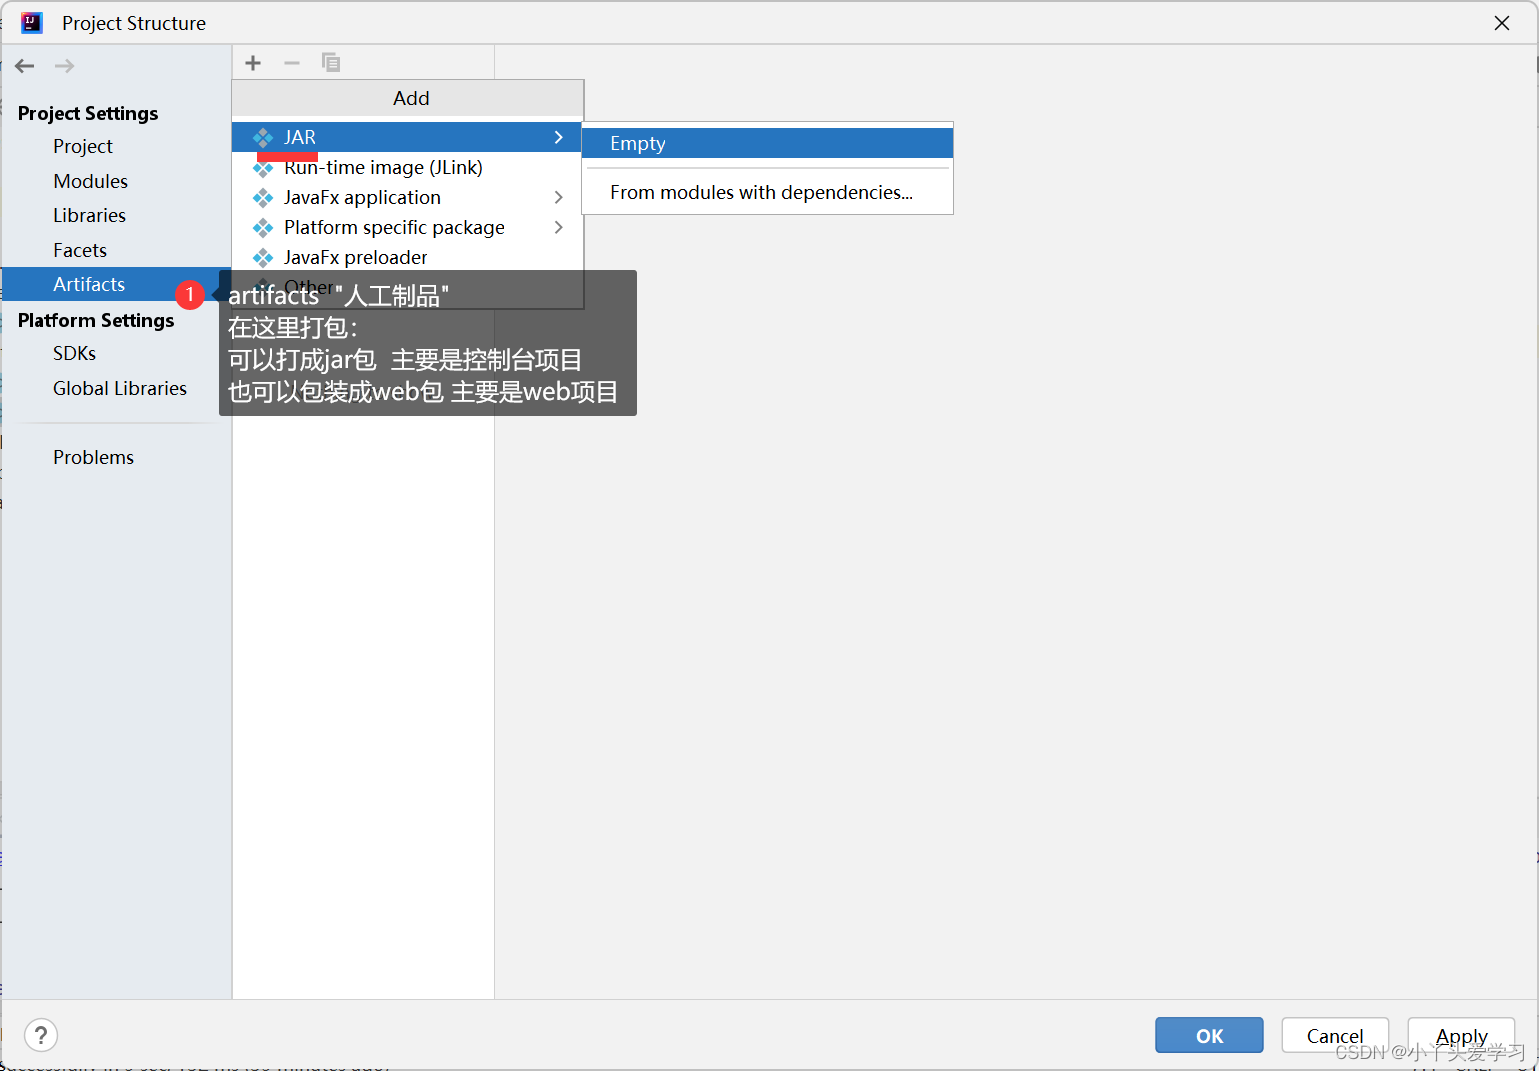 Project Structure
Project Settings
Project
Modules
Libraries
Facets
Artifacts
Platform Settings
SDKs
Global Libraries
Problems
Add
JAR
Run-time image (JLink)
JavaFx application
Platform specific package
JavaFx preloader
Other
Empty
From modules with dependencies...
1
artifacts "人工制品"
在这里打包：
可以打成jar包 主要是控制台项目
也可以包装成web包 主要是web项目
?
OK
Cancel
Apply
CSDN @小丫头爱学习